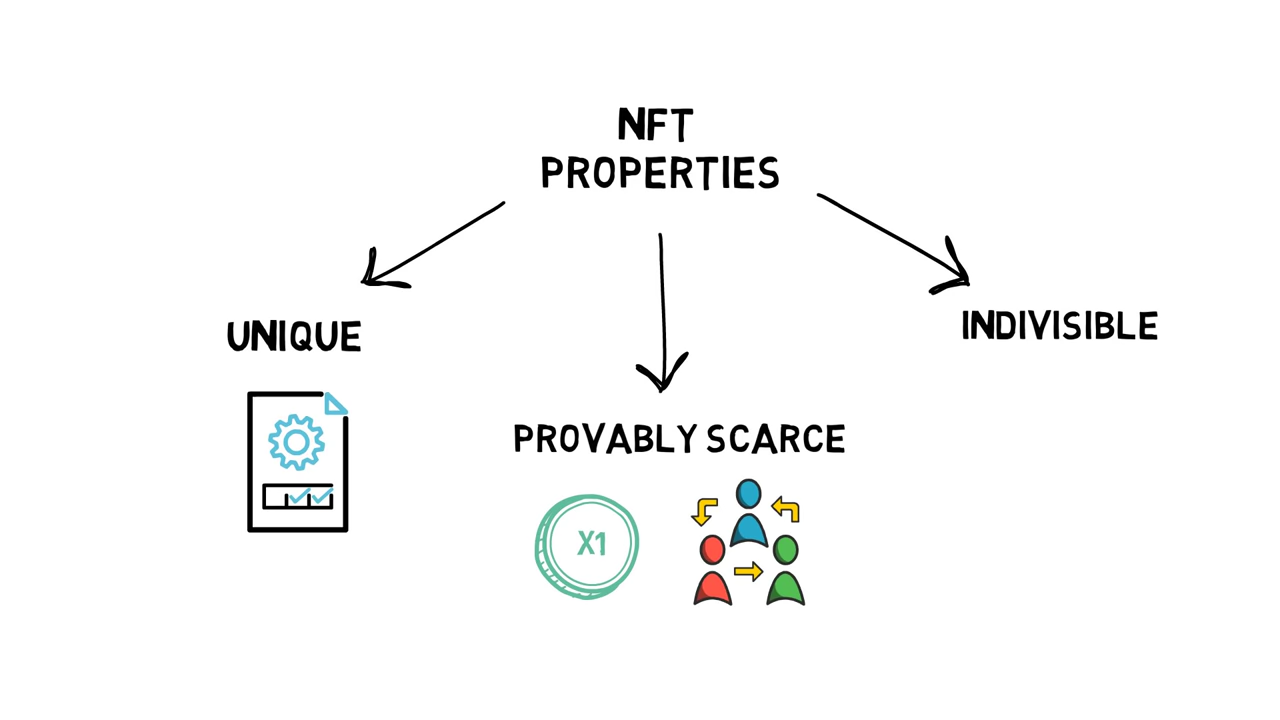 NFT
PROPERTIES
UNIQUE
INDIVISIBLE
PROVABLY SCARCE
X1